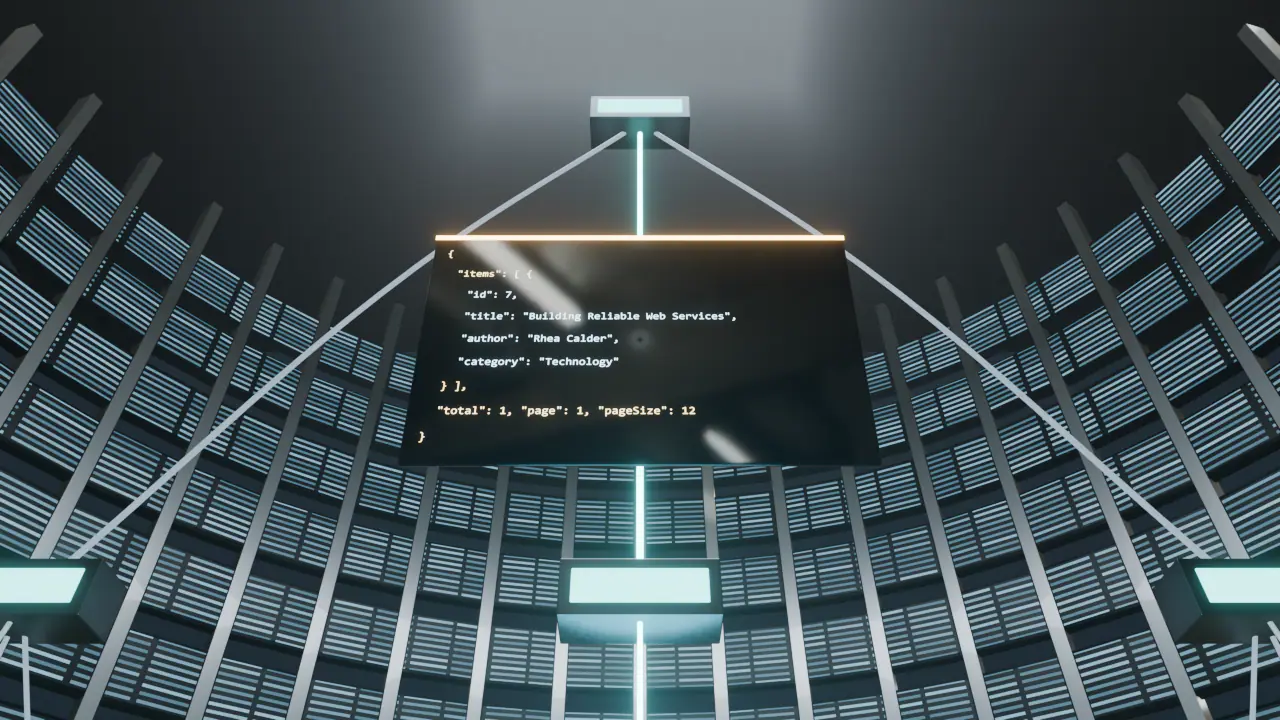 {
"items": [ {
"id": 7,
"title": "Building Reliable Web Services",
"author": "Rhea Calder",
"category": "Technology"
} ],
"total": 1, "page": 1, "pageSize": 12
}